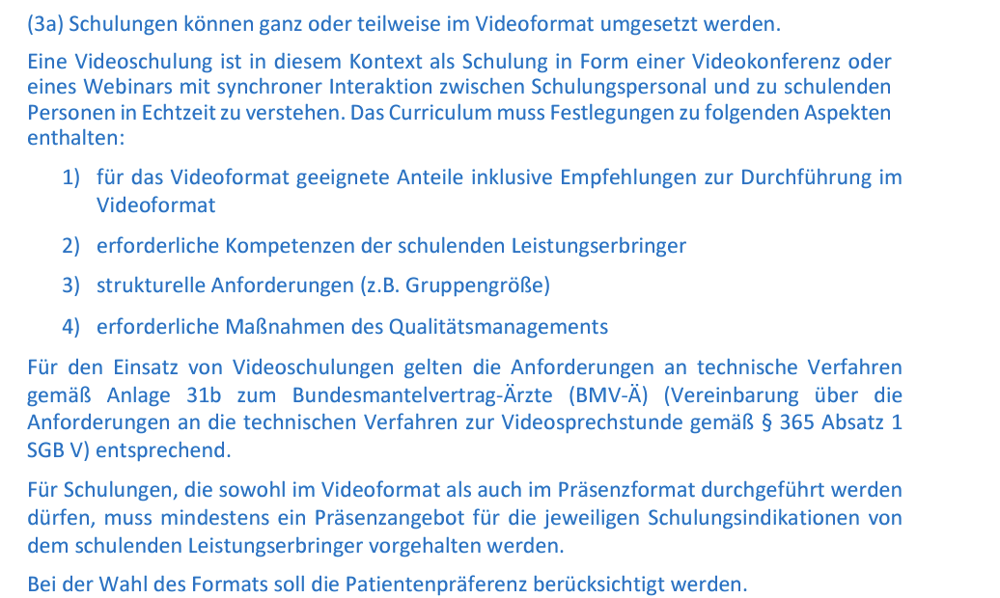 (3a) Schulungen können ganz oder teilweise im Videoformat umgesetzt werden.
Eine Videoschulung ist in diesem Kontext als Schulung in Form einer Videokonferenz oder
eines Webinars mit synchroner Interaktion zwischen Schulungspersonal und zu schulenden
Personen in Echtzeit zu verstehen. Das Curriculum muss Festlegungen zu folgenden Aspekten
enthalten:
1) für das Videoformat geeignete Anteile inklusive Empfehlungen zur Durchführung im
Videoformat
2) erforderliche Kompetenzen der schulenden Leistungserbringer
3) strukturelle Anforderungen (z.B. Gruppengröße)
4) erforderliche Maßnahmen des Qualitätsmanagements
Für den Einsatz von Videoschulungen gelten die Anforderungen an technische Verfahren
gemäß Anlage 31b zum Bundesmantelvertrag-Ärzte (BMV-Ä) (Vereinbarung über die
Anforderungen an die technischen Verfahren zur Videosprechstunde gemäß § 365 Absatz 1
SGB V) entsprechend.
Für Schulungen, die sowohl im Videoformat als auch im Präsenzformat durchgeführt werden
dürfen, muss mindestens ein Präsenzangebot für die jeweiligen Schulungsindikationen von
dem schulenden Leistungserbringer vorgehalten werden.
Bei der Wahl des Formats soll die Patientenpräferenz berücksichtigt werden.